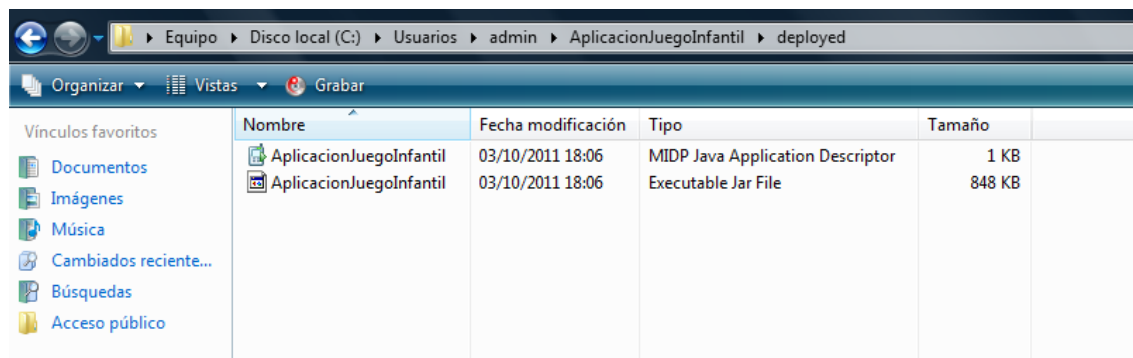 Equipo Disco local (C:) Usuarios admin AplicacionJuegoInfantil deployed
Organizar Vistas Grabar
Vínculos favoritos
Documentos
Imágenes
Música
Cambiados reciente...
Búsquedas
Acceso público
Nombre Fecha modificación Tipo Tamaño
AplicacionJuegoInfantil 03/10/2011 18:06 MIDP Java Application Descriptor 1 KB
AplicacionJuegoInfantil 03/10/2011 18:06 Executable Jar File 848 KB